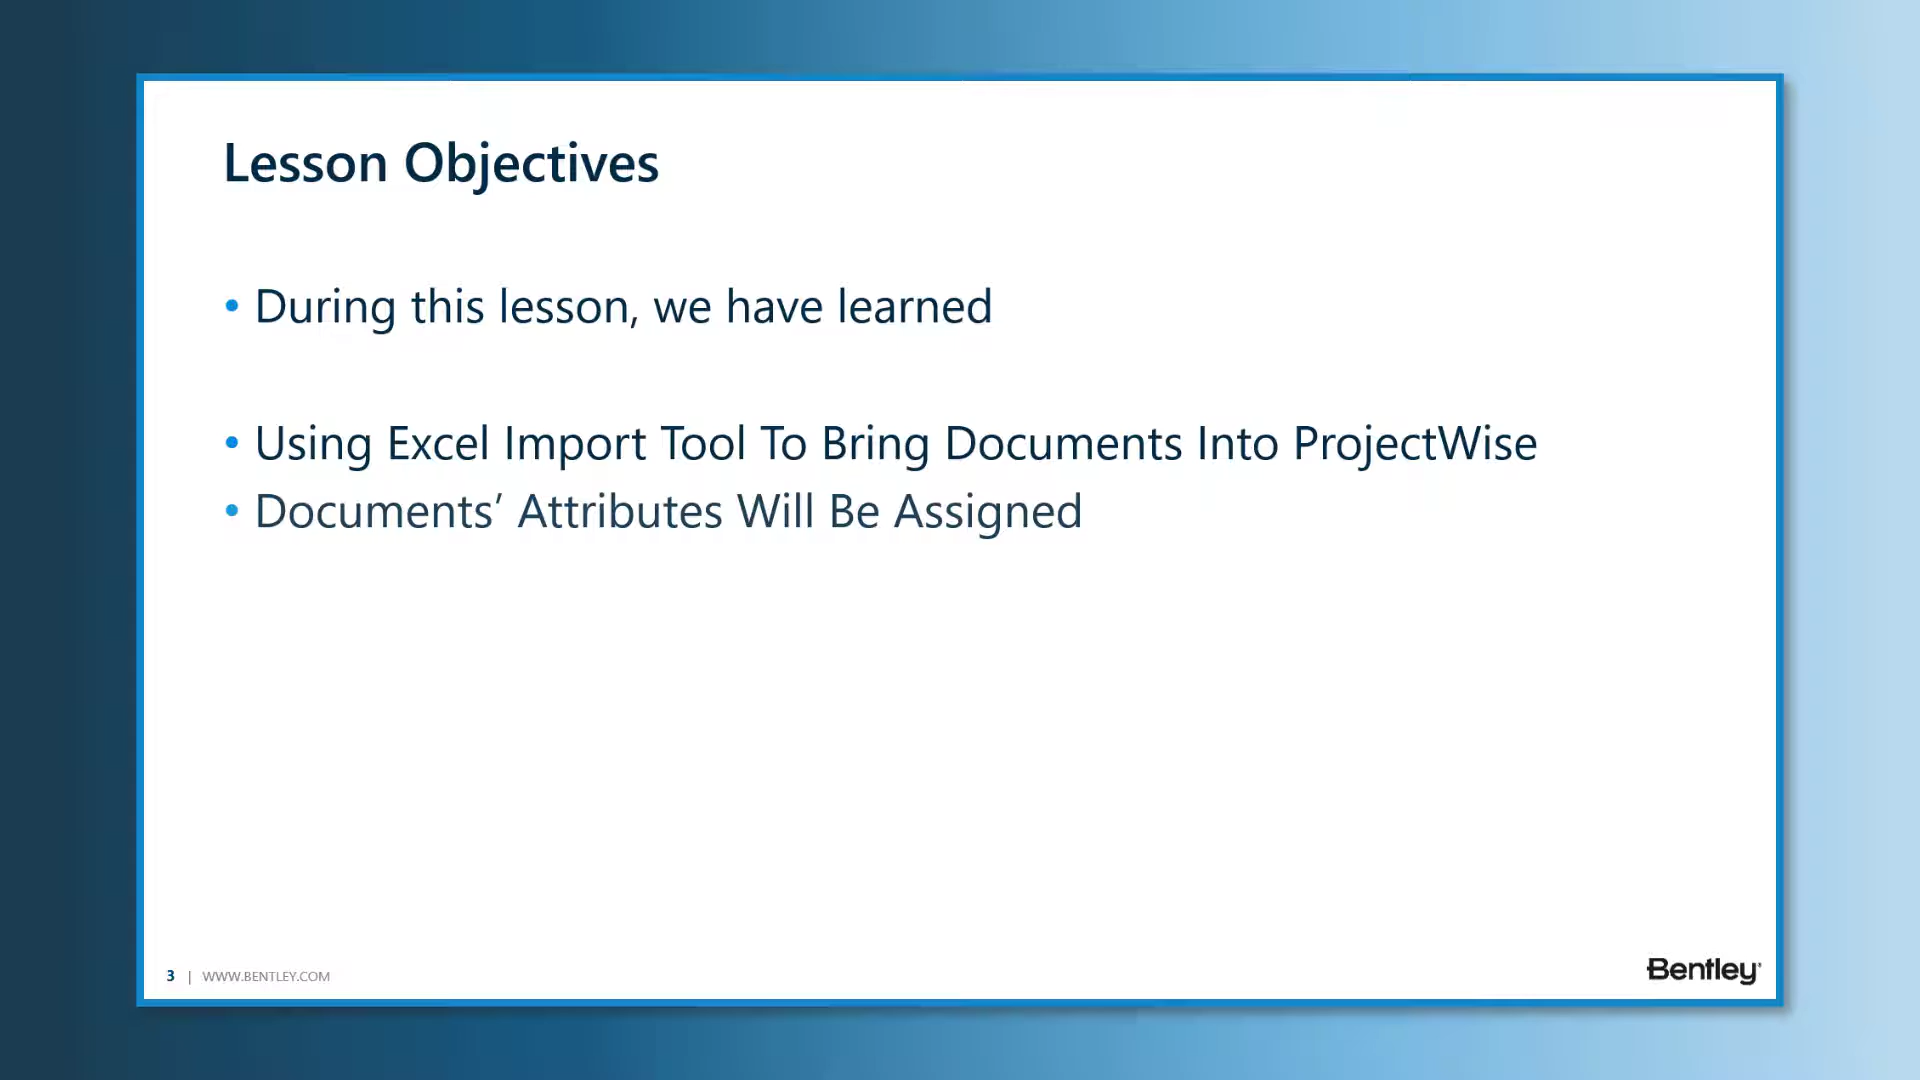 Lesson Objectives
• During this lesson, we have learned
• Using Excel Import Tool To Bring Documents Into ProjectWise
• Documents’ Attributes Will Be Assigned
3 | WWW.BENTLEY.COM
Bentley